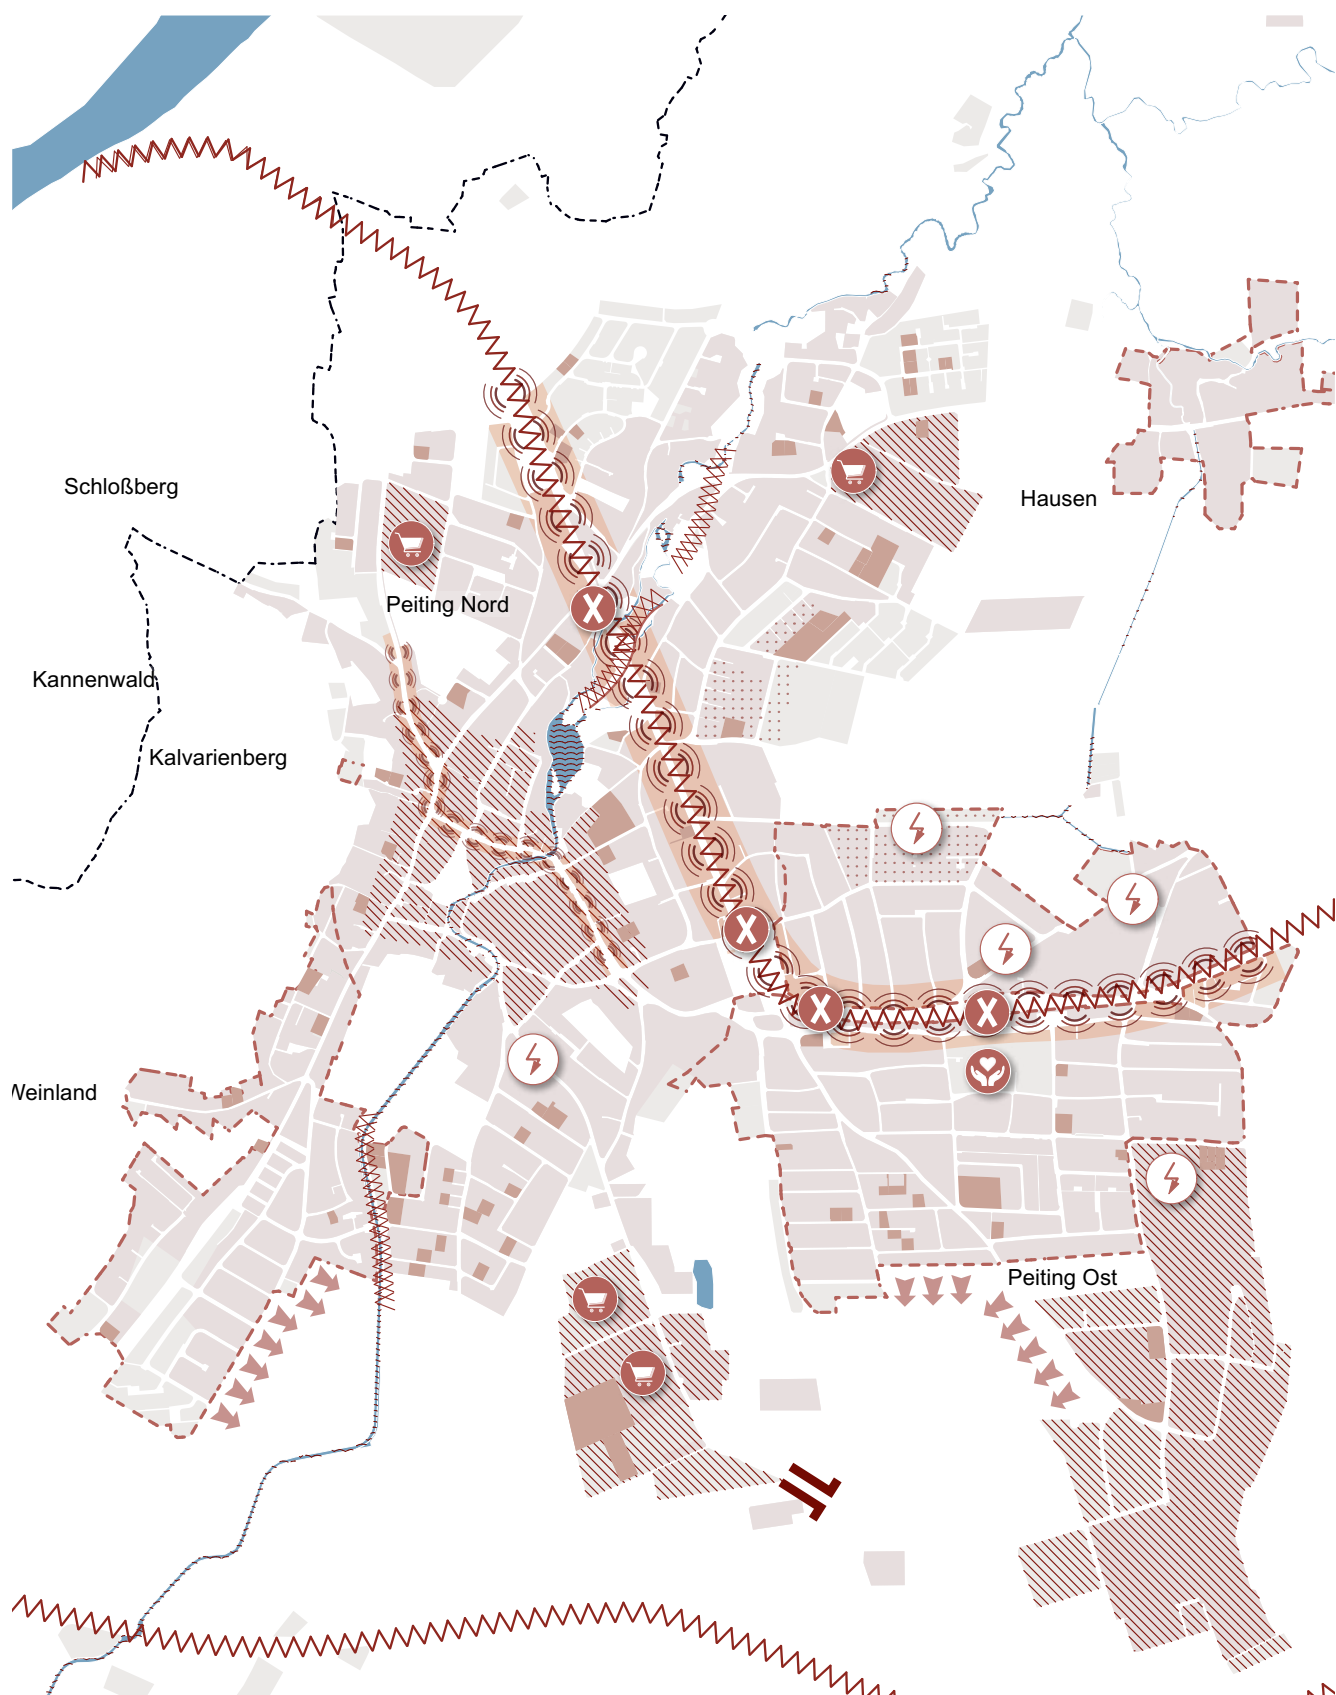 Schloßberg
Hausen
Peiting Nord
Kannenwald
Kalvarienberg
Weinland
Peiting Ost